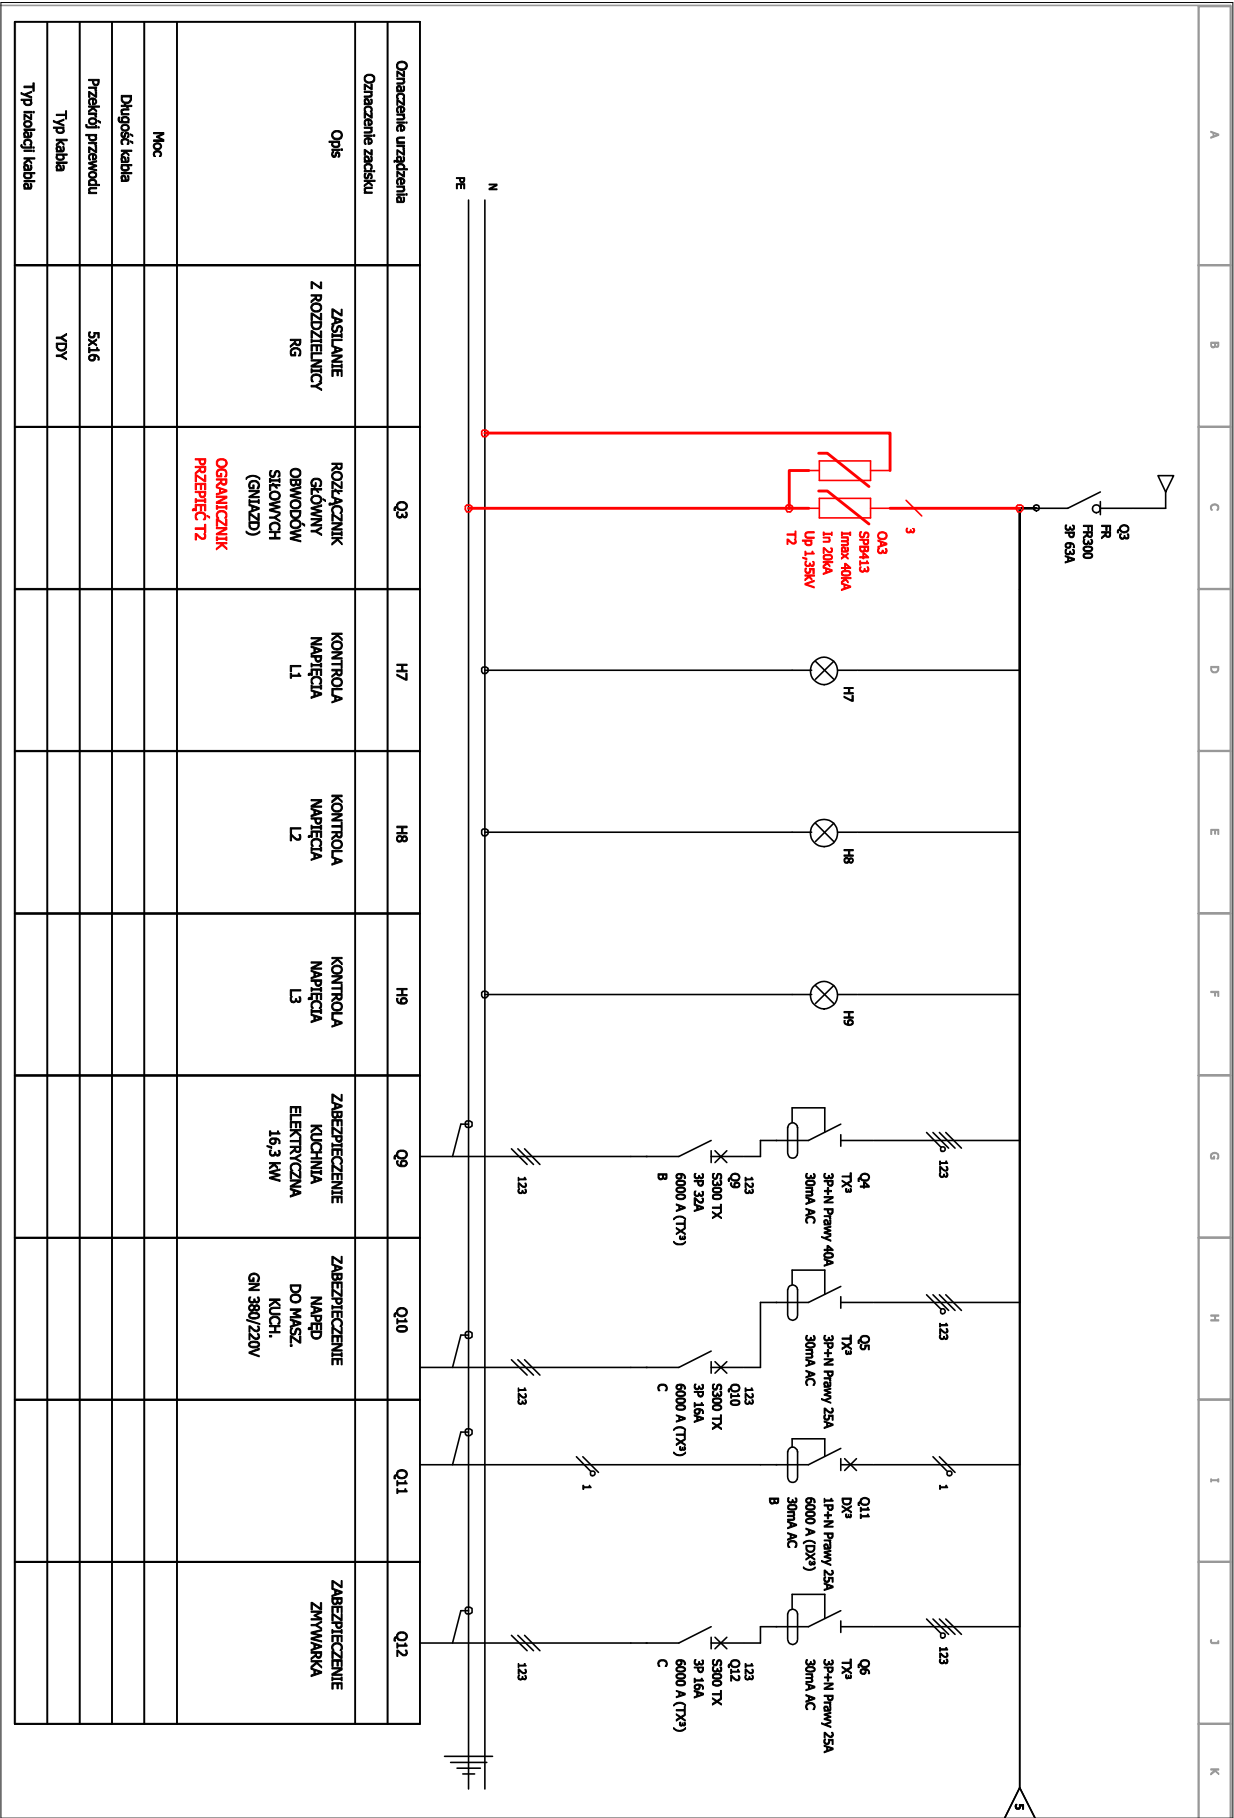 A
B
C
D
E
F
G
H
I
J
K
Q3
FR
FR300
3P 63A
3
OA3
SPB413
Imax 40kA
In 20kA
Up 1,35kV
T2
H7
H8
H9
123
Q4
TX³
3P+N Prawy 40A
30mA AC
123
Q9
S300 TX
3P 32A
6000 A (TX³)
B
123
123
Q5
TX³
3P+N Prawy 25A
30mA AC
123
Q10
S300 TX
3P 16A
6000 A (TX³)
C
123
1
Q11
DX³
1P+N Prawy 25A
6000 A (DX³)
30mA AC
B
1
123
Q6
TX³
3P+N Prawy 25A
30mA AC
123
Q12
S300 TX
3P 16A
6000 A (TX³)
C
123
5
N
PE
Oznaczenie urządzenia
Q3
H7
H8
H9
Q9
Q10
Q11
Q12
Oznaczenie zacisku
Opis
ZASILANIE
Z ROZDZIELNICY
RG
ROZŁĄCZNIK
GŁÓWNY
OBWODÓW
SIŁOWYCH
(GNIAZD)
OGRANICZNIK
PRZEPIĘĆ T2
KONTROLA
NAPIĘCIA
L1
KONTROLA
NAPIĘCIA
L2
KONTROLA
NAPIĘCIA
L3
ZABEZPIECZENIE
KUCHNIA
ELEKTRYCZNA
16,3 kW
ZABEZPIECZENIE
NAPĘD
DO MASZ.
KUCH.
GN 380/220V
ZABEZPIECZENIE
ZMYWARKA
Moc
Długość kabla
Przekrój przewodu
5x16
Typ kabla
YDY
Typ izolacji kabla